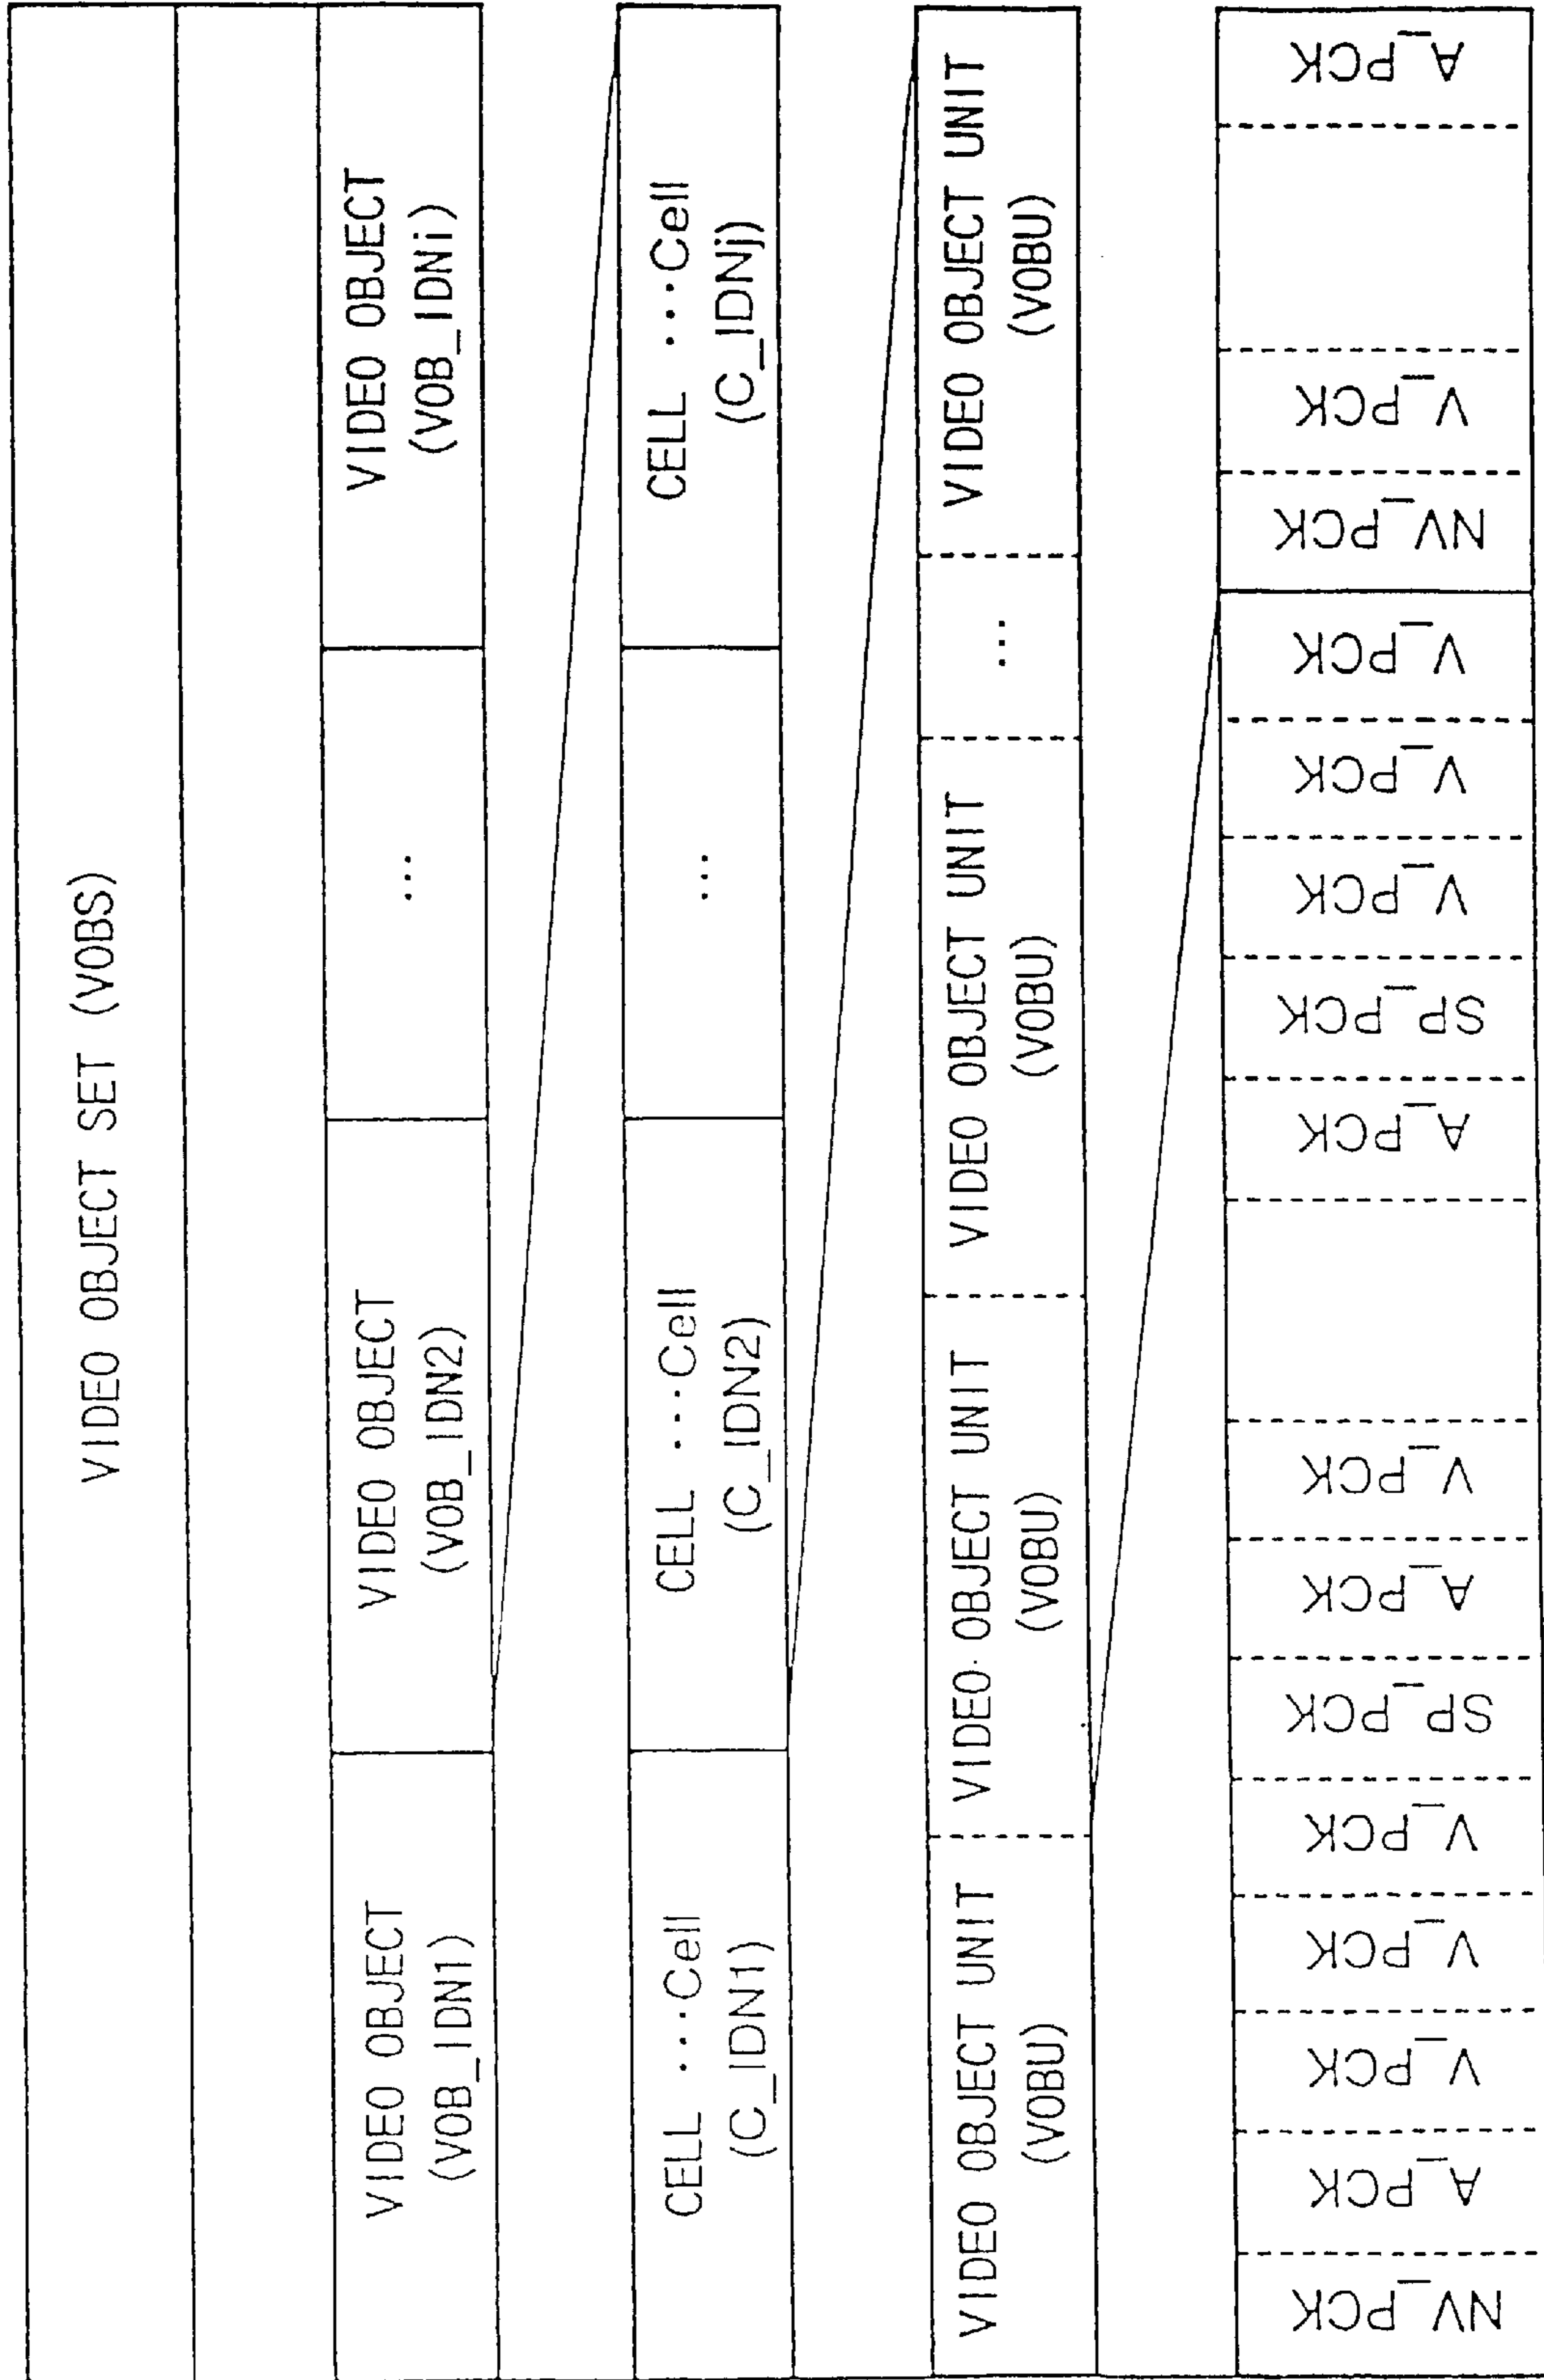 VIDEO OBJECT SET (VOBS)
VIDEO OBJECT
(VOB_IDN1)
VIDEO OBJECT
(VOB_IDN2)
...
VIDEO OBJECT
(VOB_IDNi)
CELL ...Cell
(C_IDN1)
CELL ...Cell
(C_IDN2)
...
CELL ...Cell
(C_IDNj)
VIDEO OBJECT UNIT
(VOBU)
VIDEO OBJECT UNIT
(VOBU)
VIDEO OBJECT UNIT
(VOBU)
...
VIDEO OBJECT UNIT
(VOBU)
NV_PCK
A_PCK
V_PCK
V_PCK
V_PCK
SP_PCK
A_PCK
V_PCK
A_PCK
SP_PCK
V_PCK
V_PCK
V_PCK
NV_PCK
V_PCK
A_PCK